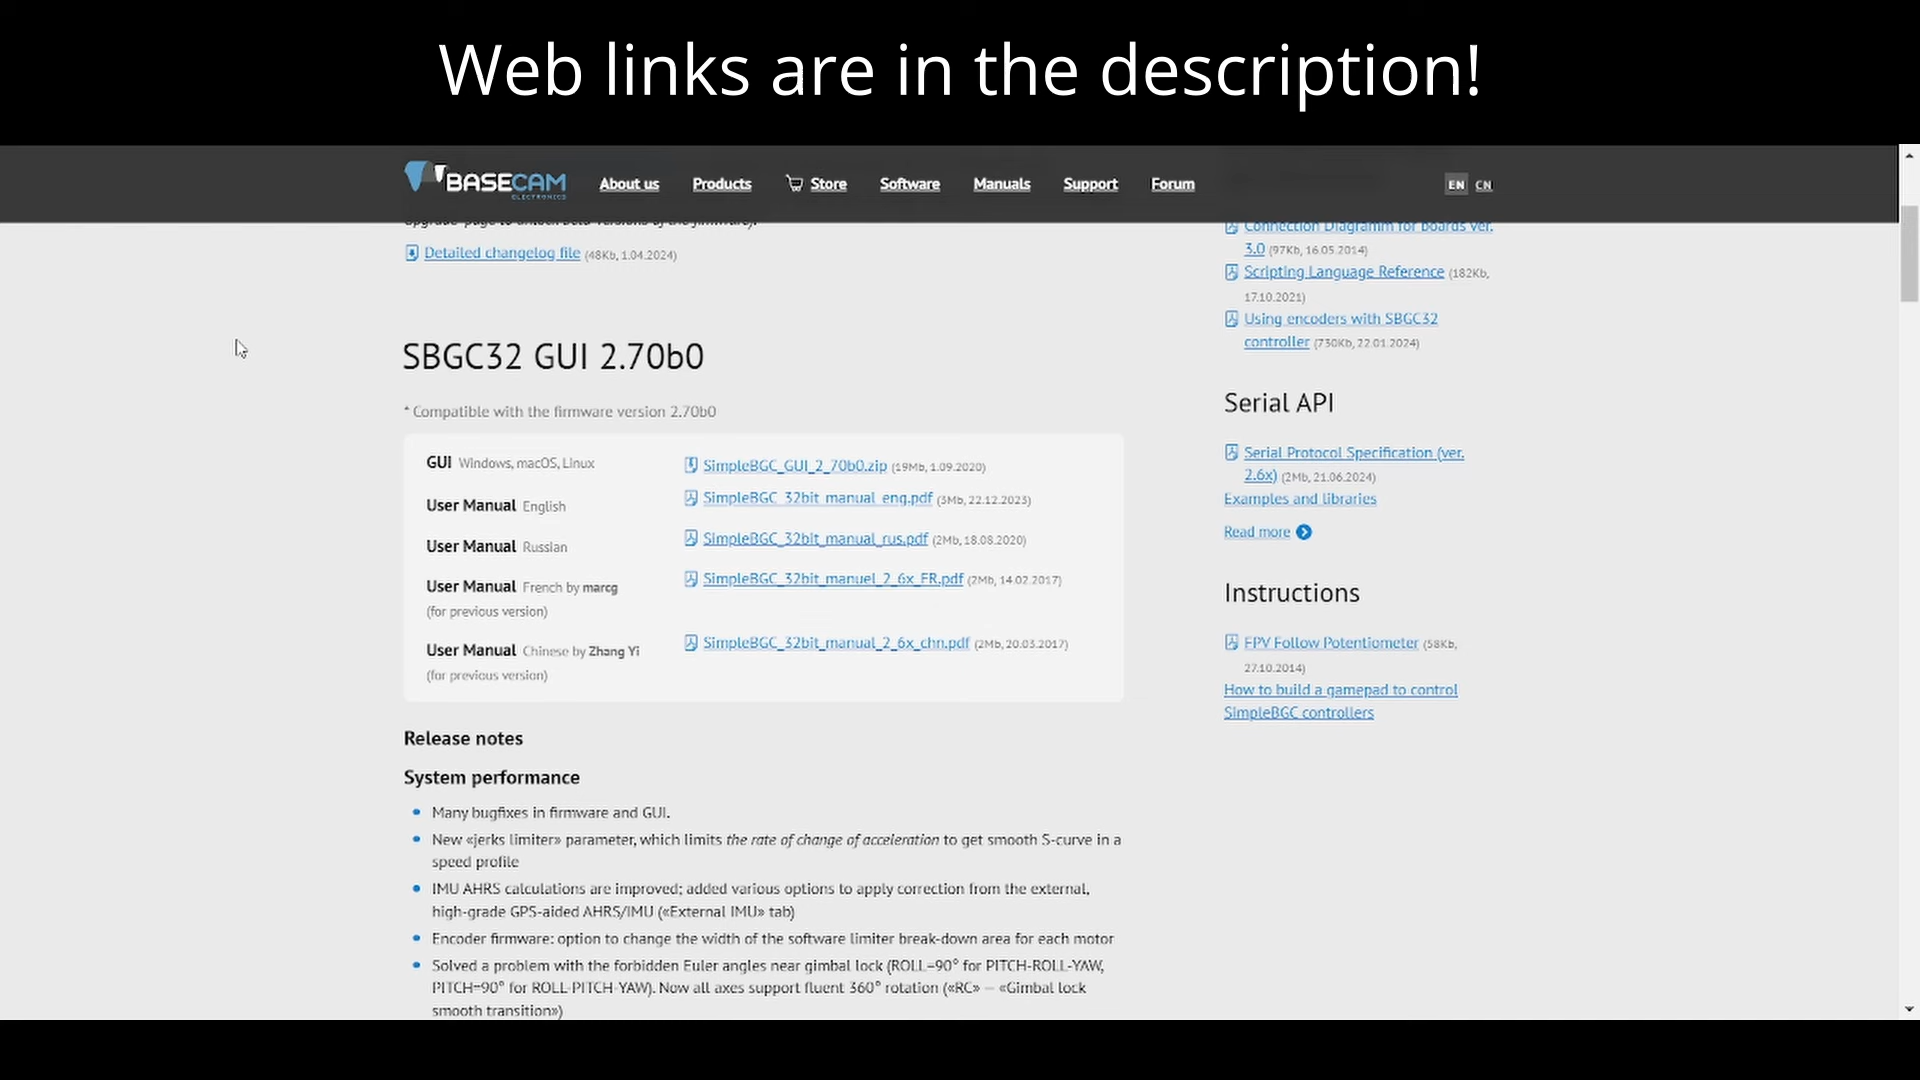 Web links are in the description!
BASECAM
ELECTRONICS
About us
Products
Store
Software
Manuals
Support
Forum
EN
CN
Upgrade page to unlock beta versions of the firmware).
Detailed changelog file (48Kb, 1.04.2024)
SBGC32 GUI 2.70b0
* Compatible with the firmware version 2.70b0
GUI Windows, macOS, Linux
SimpleBGC_GUI_2_70b0.zip (19Mb, 1.09.2020)
User Manual English
SimpleBGC_32bit_manual_eng.pdf (3Mb, 22.12.2023)
User Manual Russian
SimpleBGC_32bit_manual_rus.pdf (2Mb, 18.08.2020)
User Manual French by marcg
(for previous version)
SimpleBGC_32bit_manuel_2_6x_FR.pdf (2Mb, 14.02.2017)
User Manual Chinese by Zhang Yi
(for previous version)
SimpleBGC_32bit_manual_2_6x_chn.pdf (2Mb, 20.03.2017)
Release notes
System performance
Many bugfixes in firmware and GUI.
New «jerks limiter» parameter, which limits the rate of change of acceleration to get smooth S-curve in a
speed profile
IMU AHRS calculations are improved; added various options to apply correction from the external,
high-grade GPS-aided AHRS/IMU («External IMU» tab)
Encoder firmware: option to change the width of the software limiter break-down area for each motor
Solved a problem with the forbidden Euler angles near gimbal lock (ROLL=90° for PITCH-ROLL-YAW,
PITCH=90° for ROLL-PITCH-YAW). Now all axes support fluent 360° rotation («RC» — «Gimbal lock
smooth transition»)
Connection Diagramm for boards ver.
3.0 (97Kb, 16.05.2014)
Scripting Language Reference (182Kb,
17.10.2021)
Using encoders with SBGC32
controller (730Kb, 22.01.2024)
Serial API
Serial Protocol Specification (ver.
2.6x) (2Mb, 21.06.2024)
Examples and libraries
Read more
Instructions
FPV Follow Potentiometer (58Kb,
27.10.2014)
How to build a gamepad to control
SimpleBGC controllers